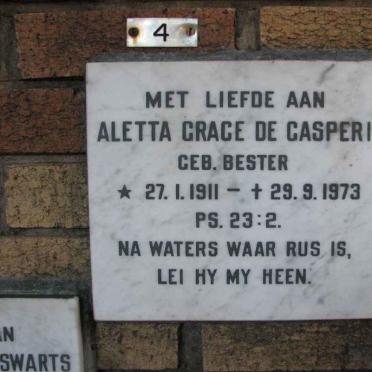 4
MET LIEFDE AAN
ALETTA GRACE DE CASPERI
GEB. BESTER
★ 27.1.1911 — † 29.9.1973
PS. 23:2.
NA WATERS WAAR RUS IS,
LEI HY MY HEEN.
AN
SWARTS